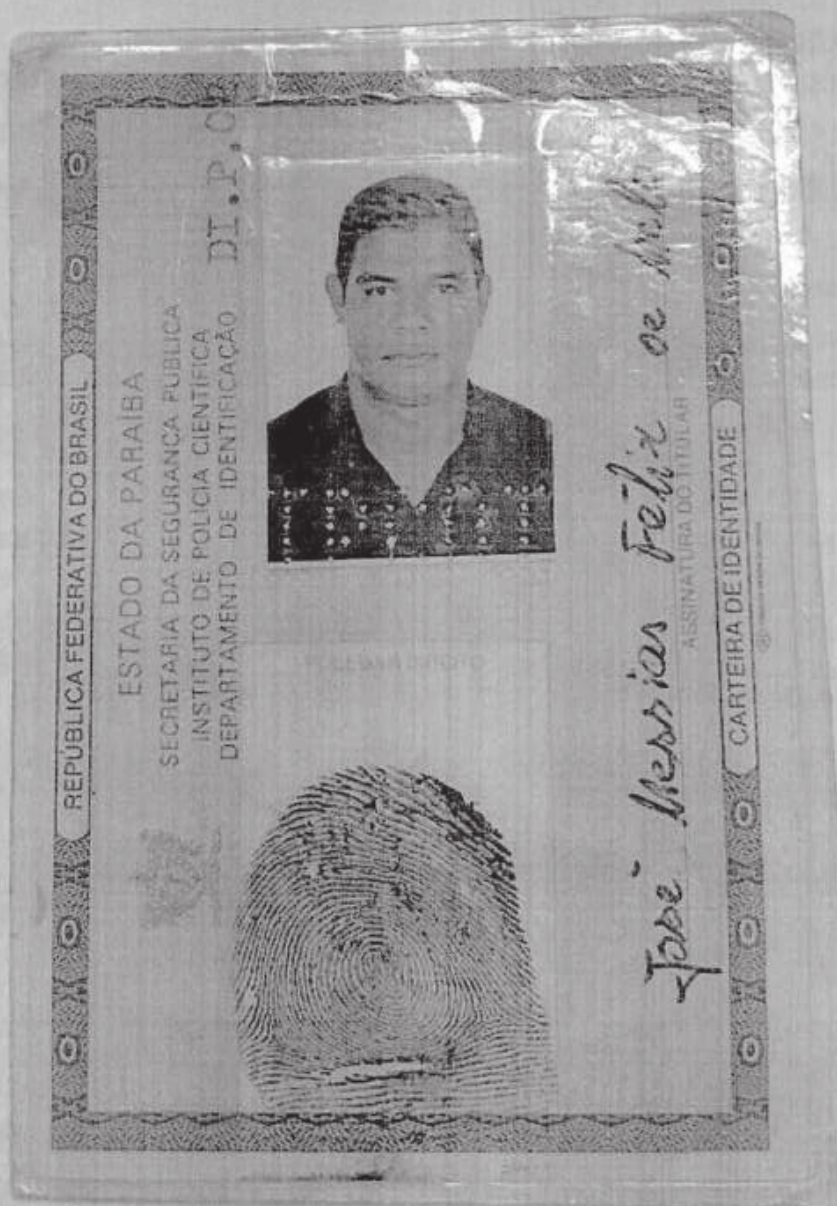 REPÚBLICA FEDERATIVA DO BRASIL
ESTADO DA PARAÍBA
SECRETARIA DA SEGURANÇA PÚBLICA
INSTITUTO DE POLÍCIA CIENTÍFICA
DEPARTAMENTO DE IDENTIFICAÇÃO DI.P.O
José Messias Felix de
ASSINATURA DO TITULAR
CARTEIRA DE IDENTIDADE